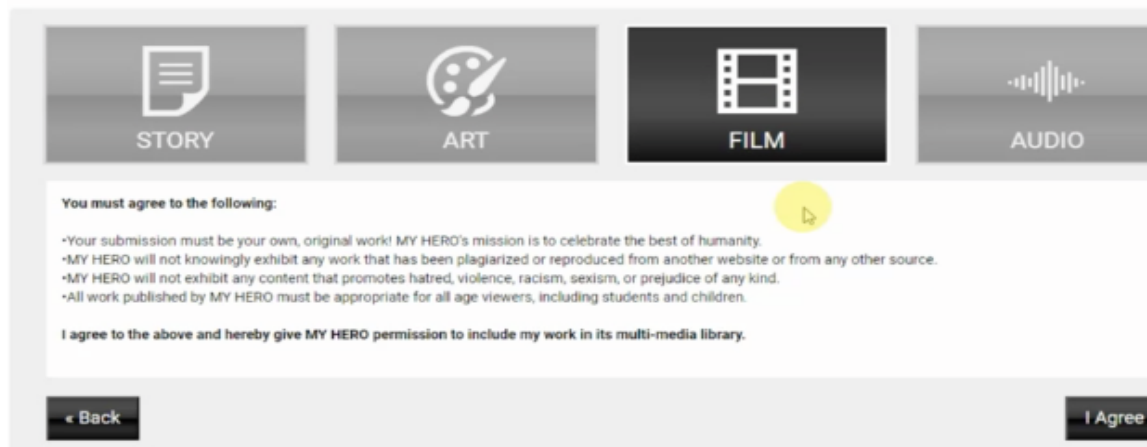 STORY
ART
FILM
AUDIO
You must agree to the following:
•Your submission must be your own, original work! MY HERO's mission is to celebrate the best of humanity.
•MY HERO will not knowingly exhibit any work that has been plagiarized or reproduced from another website or from any other source.
•MY HERO will not exhibit any content that promotes hatred, violence, racism, sexism, or prejudice of any kind.
•All work published by MY HERO must be appropriate for all age viewers, including students and children.
I agree to the above and hereby give MY HERO permission to include my work in its multi-media library.
« Back
I Agree